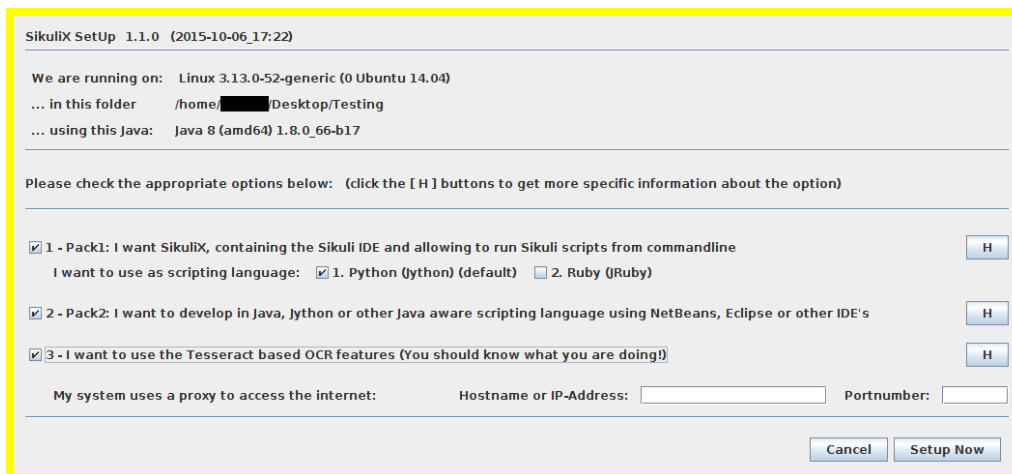 SikuliX SetUp 1.1.0 (2015-10-06_17:22)
We are running on: Linux 3.13.0-52-generic (0 Ubuntu 14.04)
... in this folder /home/ /Desktop/Testing
... using this Java: Java 8 (amd64) 1.8.0_66-b17
Please check the appropriate options below: (click the [ H ] buttons to get more specific information about the option)
1 - Pack1: I want SikuliX, containing the Sikuli IDE and allowing to run Sikuli scripts from commandline H
I want to use as scripting language: 1. Python (Jython) (default) 2. Ruby (JRuby)
2 - Pack2: I want to develop in Java, Jython or other Java aware scripting language using NetBeans, Eclipse or other IDE's H
3 - I want to use the Tesseract based OCR features (You should know what you are doing!) H
My system uses a proxy to access the internet: Hostname or IP-Address: Portnumber:
Cancel Setup Now